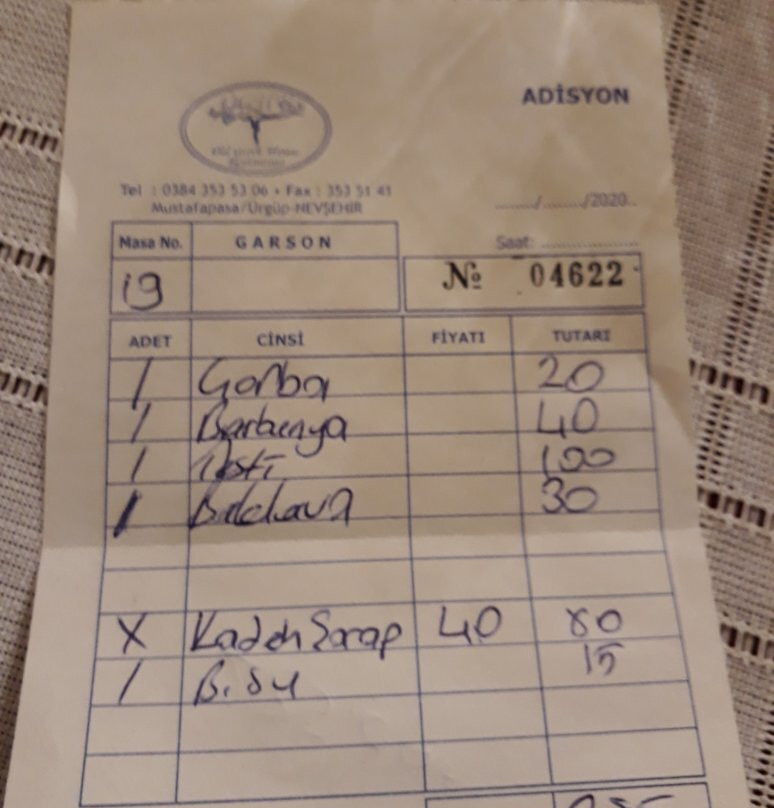 ADİSYON
Tel : 0384 353 53 06 • Fax : 353 51 41
Mustafapaşa/Ürgüp-NEVŞEHİR
....../......../2020..
Saat: ..................
Masa No. GARSON
19
№ 04622
ADET CİNSİ FİYATI TUTARI
1 Çorba 20
1 Barbunya 40
1 Testi 100
1 Baklava 30
X Kadeh Şarap 40 80
1 B. Su 15